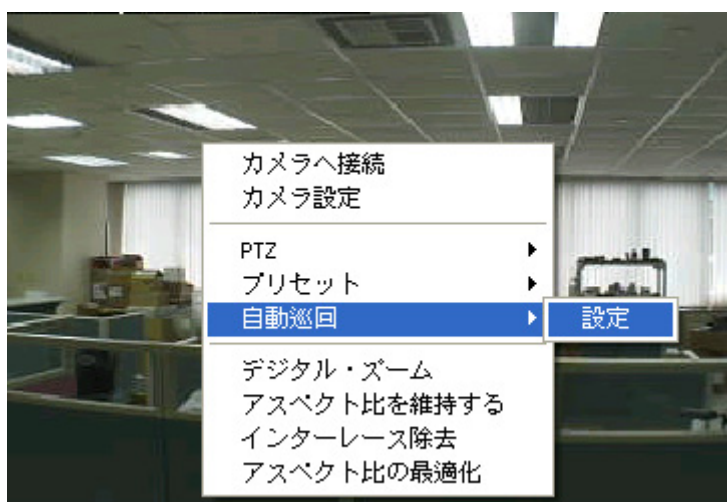 カメラへ接続
カメラ設定
PTZ
プリセット
自動巡回
設定
デジタル・ズーム
アスペクト比を維持する
インターレース除去
アスペクト比の最適化